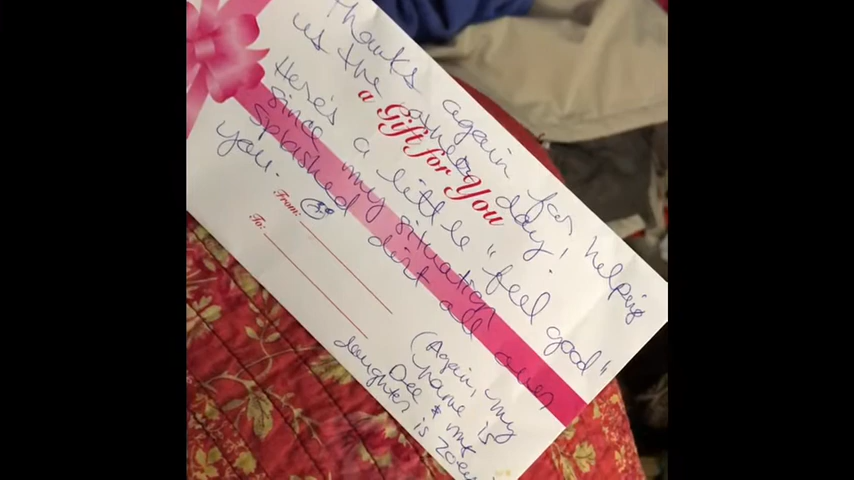 Thanks again for helping
us the other day!
Here's a little "feel good"
since my situation
splashed dirt all over
you.
a Gift for You
From:
To:
(Again, my
name is
Dee & my
daughter is Zoey